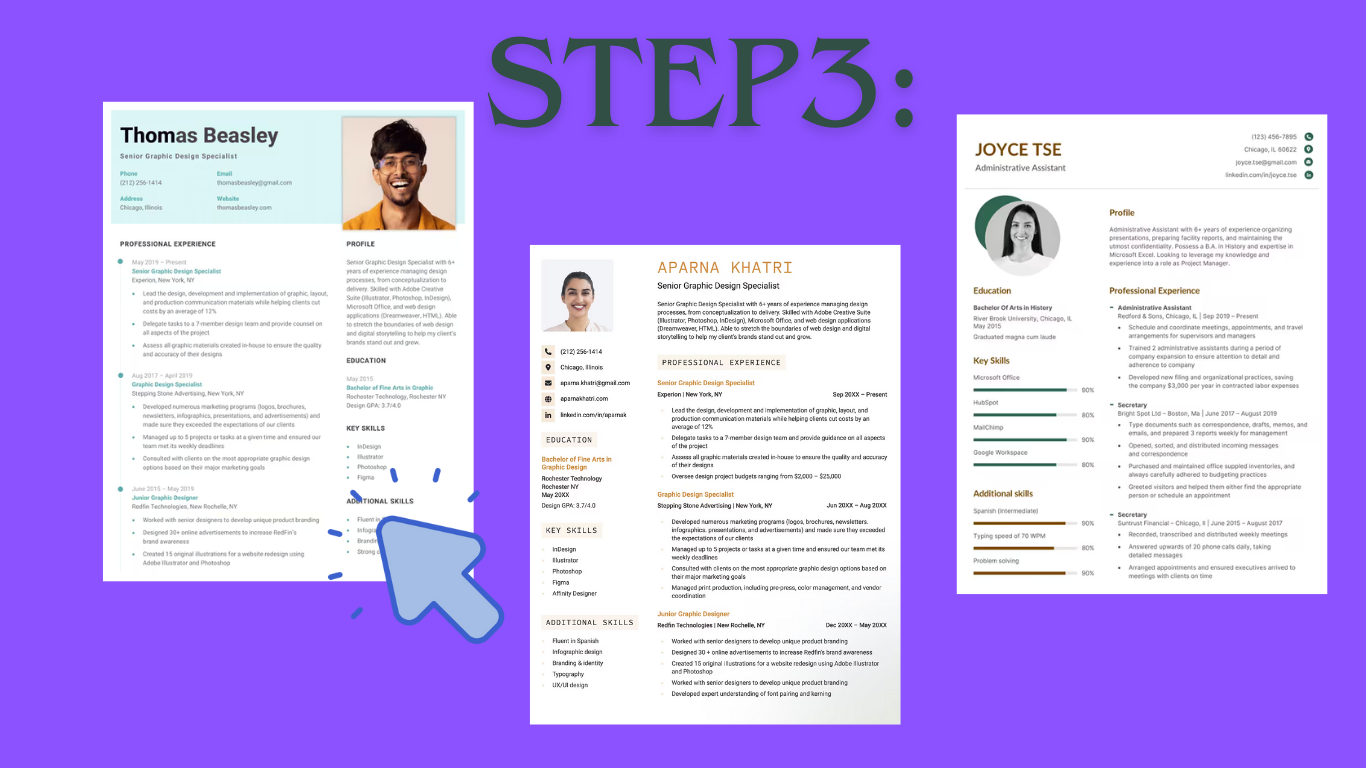 STEP3:
Thomas Beasley
Senior Graphic Design Specialist
Phone
(212) 256-1414
Email
thomasbeasley@gmail.com
Address
Chicago, Illinois
Website
thomasbeasley.com
PROFESSIONAL EXPERIENCE
May 2019 – Present
Senior Graphic Design Specialist
Experion, New York, NY
Lead the design, development and implementation of graphic, layout,
and production communication materials while helping clients cut
costs by an average of 12%
Delegate tasks to a 7-member design team and provide counsel on
all aspects of the project
Assess all graphic materials created in-house to ensure the quality
and accuracy of their designs
Aug 2017 – April 2019
Graphic Design Specialist
Stepping Stone Advertising, New York, NY
Developed numerous marketing programs (logos, brochures,
newsletters, infographics, presentations, and advertisements) and
made sure they exceeded the expectations of our clients
Managed up to 5 projects or tasks at a given time and ensured our
team met its weekly deadlines
Consulted with clients on the most appropriate graphic design
options based on their major marketing goals
June 2015 – May 2019
Junior Graphic Designer
Redfin Technologies, New Rochelle, NY
Worked with senior designers to develop unique product branding
Designed 30+ online advertisements to increase RedFin's
brand awareness
Created 15 original illustrations for a website redesign using
Adobe Illustrator and Photoshop
PROFILE
Senior Graphic Design Specialist with 6+
years of experience managing design
processes, from conceptualization to
delivery. Skilled with Adobe Creative
Suite (Illustrator, Photoshop, InDesign),
Microsoft Office, and web design
applications (Dreamweaver, HTML). Able
to stretch the boundaries of web design
and digital storytelling to help my client's
brands stand out and grow.
EDUCATION
May 2015
Bachelor of Fine Arts in Graphic
Rochester Technology, Rochester NY
Design GPA: 3.7/4.0
KEY SKILLS
InDesign
Illustrator
Photoshop
Figma
ADDITIONAL SKILLS
Fluent in
APARNA KHATRI
Senior Graphic Design Specialist
Senior Graphic Design Specialist with 6+ years of experience managing design
processes, from conceptualization to delivery. Skilled with Adobe Creative Suite
(Illustrator, Photoshop, InDesign), Microsoft Office, and web design applications
(Dreamweaver, HTML). Able to stretch the boundaries of web design and digital
storytelling to help my client's brands stand out and grow.
(212) 256-1414
Chicago, Illinois
aparna.khatri@gmail.com
aparnakhatri.com
linkedin.com/in/aparnak
EDUCATION
Bachelor of Fine Arts in
Graphic Design
Rochester Technology
Rochester NY
May 20XX
Design GPA: 3.7/4.0
KEY SKILLS
InDesign
Illustrator
Photoshop
Figma
Affinity Designer
ADDITIONAL SKILLS
Fluent in Spanish
Infographic design
Branding & identity
Typography
UX/UI design
PROFESSIONAL EXPERIENCE
Senior Graphic Design Specialist
Experion | New York, NY Sep 20XX – Present
Lead the design, development, and implementation of graphic, layout, and
production communication materials while helping clients cut costs by an
average of 12%
Delegate tasks to a 7-member design team and provide guidance on all aspects
of the project
Assess all graphic materials created in-house to ensure the quality and accuracy
of their designs
Oversee design project budgets ranging from $2,000 – $25,000
Graphic Design Specialist
Stepping Stone Advertising | New York, NY Jun 20XX – Aug 20XX
Developed numerous marketing programs (logos, brochures, newsletters,
infographics, presentations, and advertisements) and made sure they exceeded
the expectations of our clients
Managed up to 5 projects or tasks at a given time and ensured our team met its
weekly deadlines
Consulted with clients on the most appropriate graphic design options based on
their major marketing goals
Managed print production, including pre-press, color management, and vendor
coordination
Junior Graphic Designer
Redfin Technologies | New Rochelle, NY Dec 20XX – May 20XX
Worked with senior designers to develop unique product branding
Designed 30 + online advertisements to increase Redfin's brand awareness
Created 15 original illustrations for a website redesign using Adobe Illustrator
and Photoshop
Worked with senior designers to develop unique product branding
Developed expert understanding of font pairing and kerning
JOYCE TSE
Administrative Assistant
(123) 456-7895
Chicago, IL 60622
joyce.tse@gmail.com
linkedin.com/in/joyce.tse
Education
Bachelor Of Arts in History
River Brook University, Chicago, IL
May 2015
Graduated magna cum laude
Key Skills
Microsoft Office
90%
HubSpot
80%
MailChimp
90%
Google Workspace
80%
Additional skills
Spanish (intermediate)
90%
Typing speed of 70 WPM
80%
Problem solving
90%
Profile
Administrative Assistant with 6+ years of experience organizing
presentations, preparing facility reports, and maintaining the
utmost confidentiality. Possess a B.A. in History and expertise in
Microsoft Excel. Looking to leverage my knowledge and
experience into a role as Project Manager.
Professional Experience
Administrative Assistant
Redford & Sons, Chicago, IL | Sep 2019 – Present
Schedule and coordinate meetings, appointments, and travel
arrangements for supervisors and managers
Trained 2 administrative assistants during a period of
company expansion to ensure attention to detail and
adherence to company
Developed new filing and organizational practices, saving
the company $3,000 per year in contracted labor expenses
Secretary
Bright Spot Ltd – Boston, Ma | June 2017 – August 2019
Type documents such as correspondence, drafts, memos, and
emails, and prepared 3 reports weekly for management
Opened, sorted, and distributed incoming messages
and correspondence
Purchased and maintained office supplied inventories, and
always carefully adhered to budgeting practices
Greeted visitors and helped them either find the appropriate
person or schedule an appointment
Secretary
Suntrust Financial – Chicago, Il | June 2015 – August 2017
Recorded, transcribed and distributed weekly meetings
Answered upwards of 20 phone calls daily, taking
detailed messages
Arranged appointments and ensured executives arrived to
meetings with clients on time